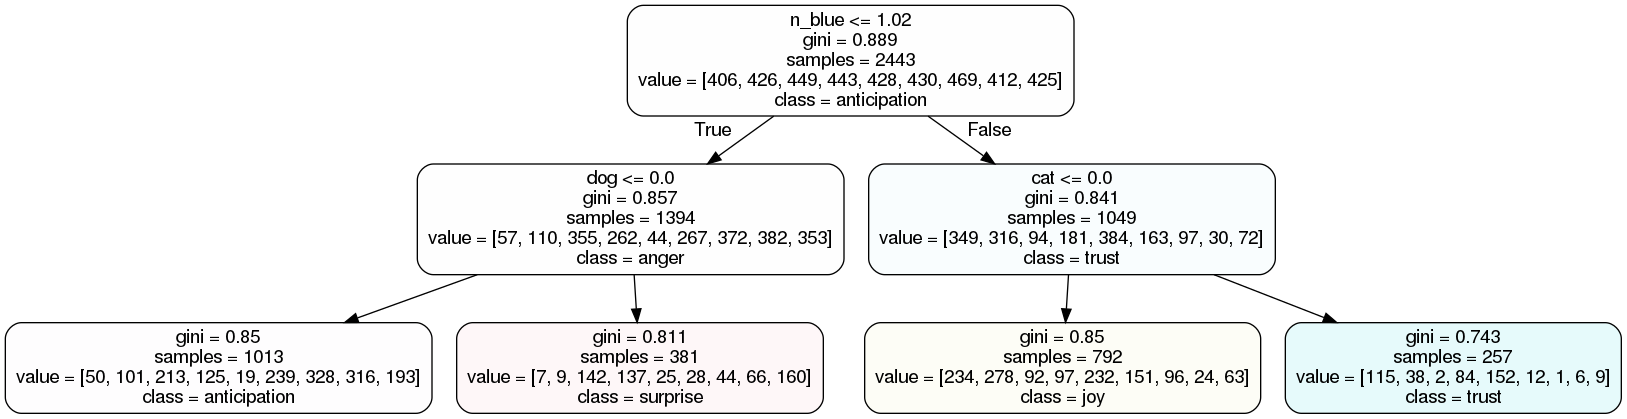 n_blue <= 1.02
gini = 0.889
samples = 2443
value = [406, 426, 449, 443, 428, 430, 469, 412, 425]
class = anticipation
True
False
dog <= 0.0
gini = 0.857
samples = 1394
value = [57, 110, 355, 262, 44, 267, 372, 382, 353]
class = anger
cat <= 0.0
gini = 0.841
samples = 1049
value = [349, 316, 94, 181, 384, 163, 97, 30, 72]
class = trust
gini = 0.85
samples = 1013
value = [50, 101, 213, 125, 19, 239, 328, 316, 193]
class = anticipation
gini = 0.811
samples = 381
value = [7, 9, 142, 137, 25, 28, 44, 66, 160]
class = surprise
gini = 0.85
samples = 792
value = [234, 278, 92, 97, 232, 151, 96, 24, 63]
class = joy
gini = 0.743
samples = 257
value = [115, 38, 2, 84, 152, 12, 1, 6, 9]
class = trust